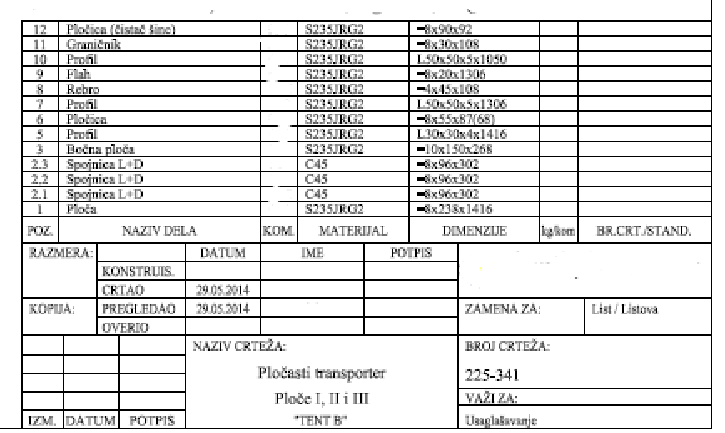 12 Pločica (čistač šine) S235JRG2 =8x90x92
11 Graničnik S235JRG2 =8x30x108
10 Profil S235JRG2 L50x50x5x1050
9 Flah S235JRG2 =8x20x1306
8 Rebro S235JRG2 =4x45x108
7 Profil S235JRG2 L50x50x5x1306
6 Pločica S235JRG2 =8x55x87(68)
5 Profil S235JRG2 L30x30x4x1416
3 Bočna ploča S235JRG2 =10x150x268
2.3 Spojnica L+D C45 =8x96x302
2.2 Spojnica L+D C45 =8x96x302
2.1 Spojnica L+D C45 =8x96x302
1 Ploča S235JRG2 =8x238x1416
POZ. NAZIV DELA KOM. MATERIJAL DIMENZIJE kg/kom BR.CRT./STAND.
RAZMERA: DATUM IME POTPIS
KONSTRUIS.
CRTAO 29.05.2014
KOPIJA: PREGLEDAO 29.05.2014 ZAMENA ZA: List / Listova
OVERIO
NAZIV CRTEŽA: BROJ CRTEŽA:
Pločasti transporter 225-341
Ploče I, II i III VAŽI ZA:
IZM. DATUM POTPIS "TENT B" Usaglašavanje